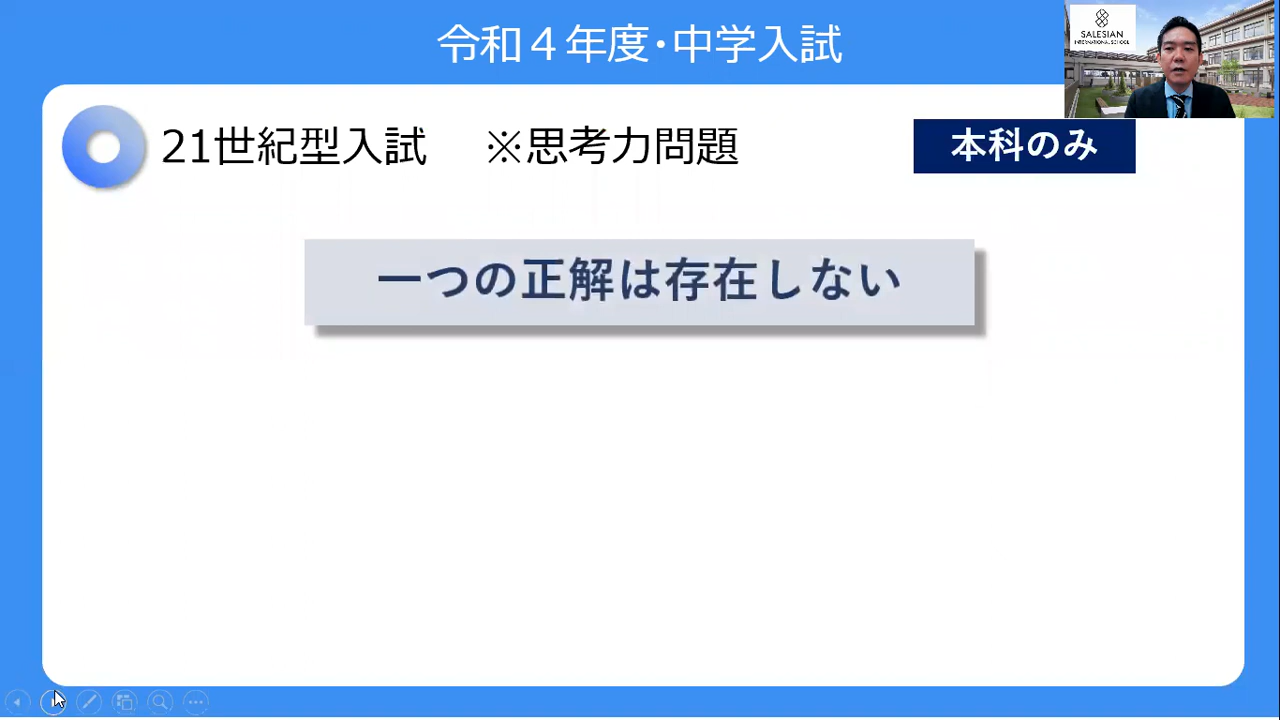 令和４年度・中学入試
SALESIAN
INTERNATIONAL SCHOOL
21世紀型入試 ※思考力問題
本科のみ
一つの正解は存在しない